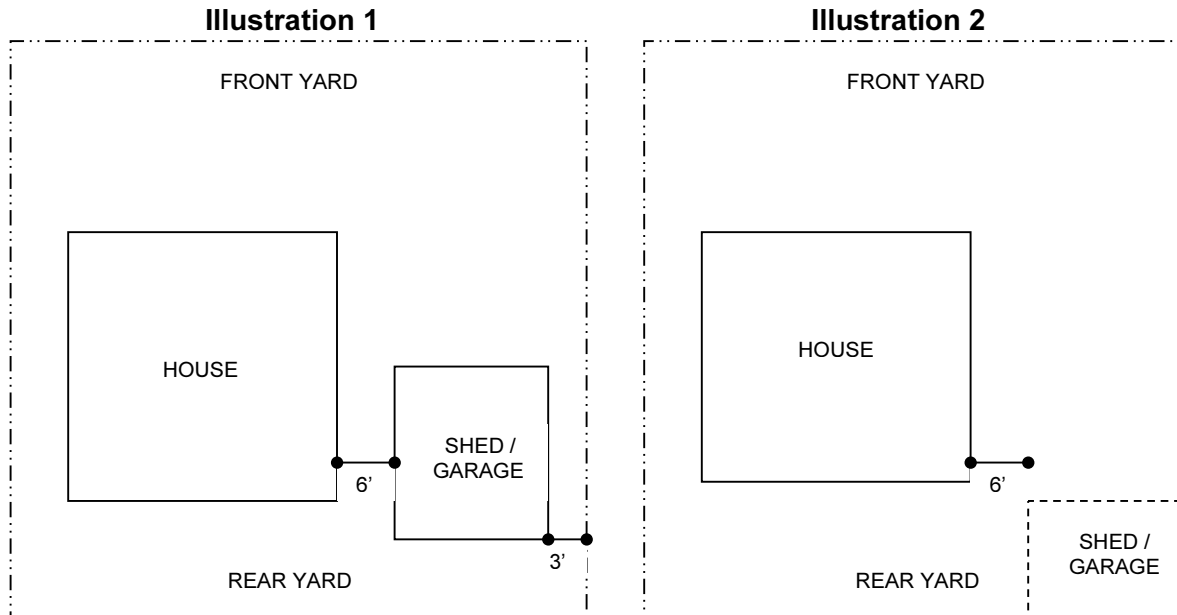 Illustration 1
FRONT YARD
HOUSE
SHED /
GARAGE
6’
3’
REAR YARD
Illustration 2
FRONT YARD
HOUSE
6’
SHED /
GARAGE
REAR YARD